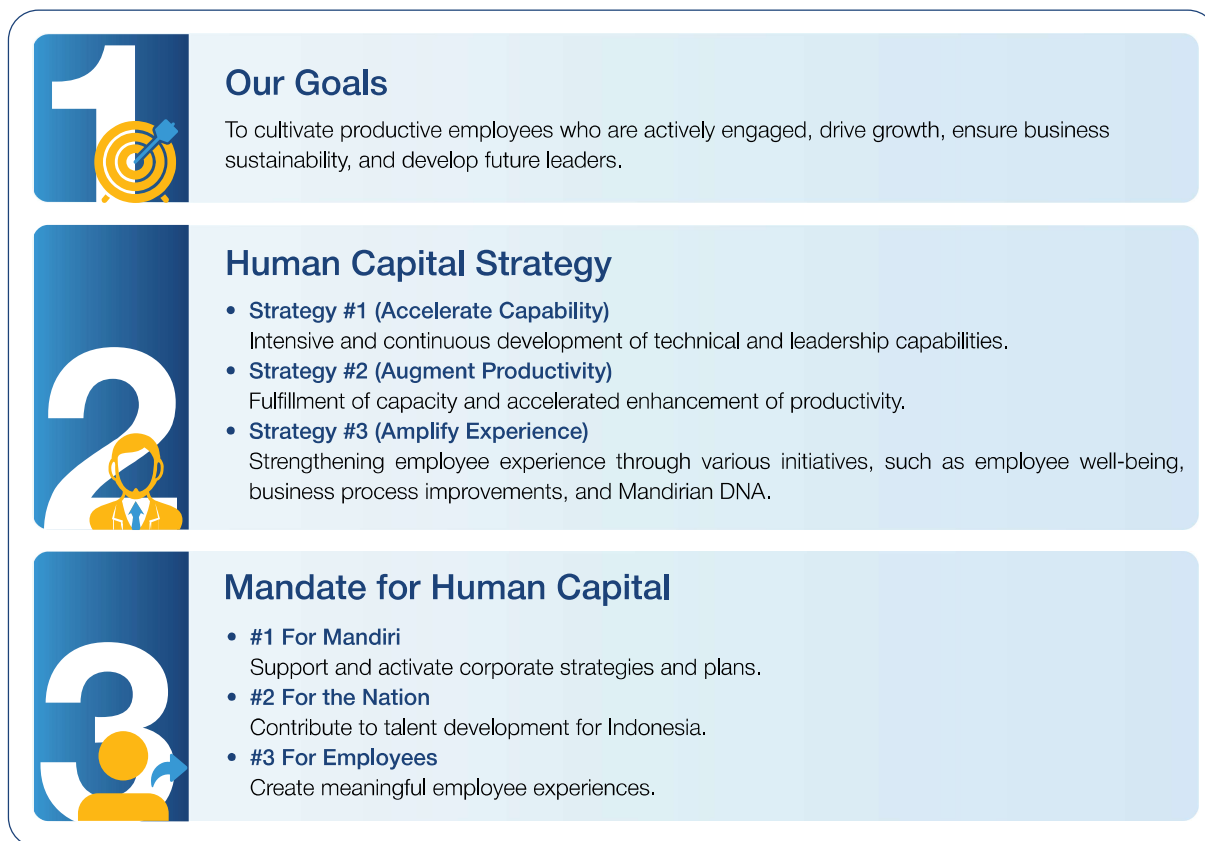 1
Our Goals
To cultivate productive employees who are actively engaged, drive growth, ensure business
sustainability, and develop future leaders.
2
Human Capital Strategy
• Strategy #1 (Accelerate Capability)
Intensive and continuous development of technical and leadership capabilities.
• Strategy #2 (Augment Productivity)
Fulfillment of capacity and accelerated enhancement of productivity.
• Strategy #3 (Amplify Experience)
Strengthening employee experience through various initiatives, such as employee well-being,
business process improvements, and Mandirian DNA.
3
Mandate for Human Capital
• #1 For Mandiri
Support and activate corporate strategies and plans.
• #2 For the Nation
Contribute to talent development for Indonesia.
• #3 For Employees
Create meaningful employee experiences.